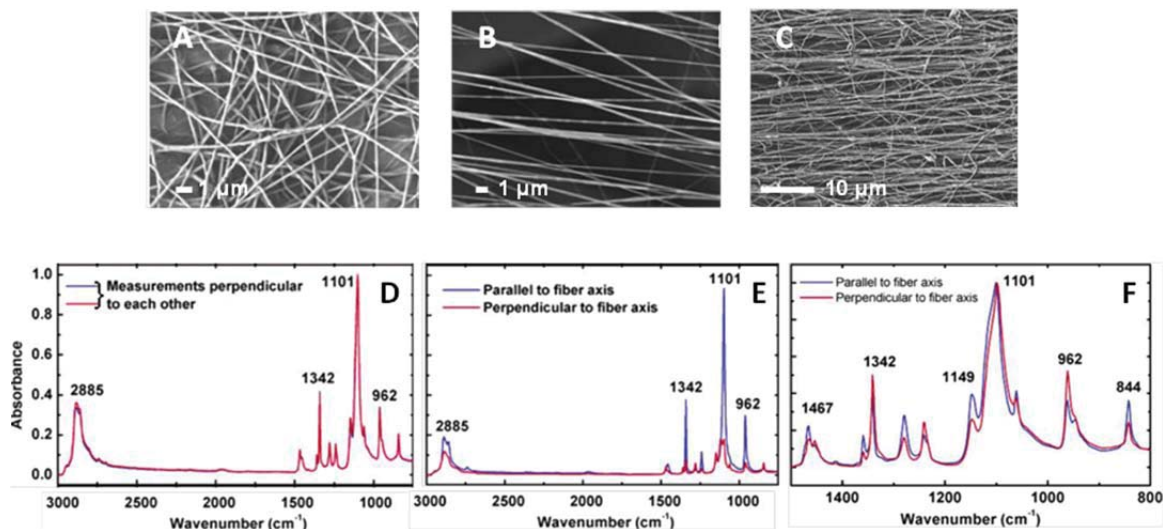 A
B
C
1 µm
1 µm
10 µm
Measurements perpendicular
to each other
1101
D
2885
1342
962
Absorbance
1.0
0.8
0.6
0.4
0.2
0.0
3000 2500 2000 1500 1000
Wavenumber (cm⁻¹)
1101
E
Parallel to fiber axis
Perpendicular to fiber axis
2885
1342
962
3000 2500 2000 1500 1000
Wavenumber (cm⁻¹)
Parallel to fiber axis
Perpendicular to fiber axis
1101
F
1342
1149
962
844
1467
1400 1200 1000 800
Wavenumber (cm⁻¹)